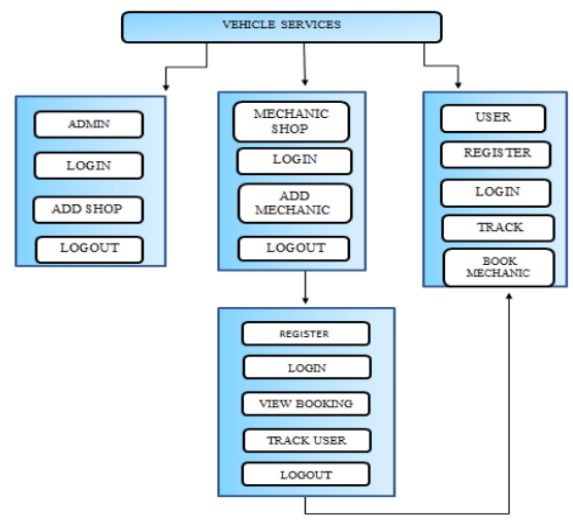 VEHICLE SERVICES
ADMIN
LOGIN
ADD SHOP
LOGOUT
MECHANIC
SHOP
LOGIN
ADD
MECHANIC
LOGOUT
USER
REGISTER
LOGIN
TRACK
BOOK
MECHANIC
REGISTER
LOGIN
VIEW BOOKING
TRACK USER
LOGOUT